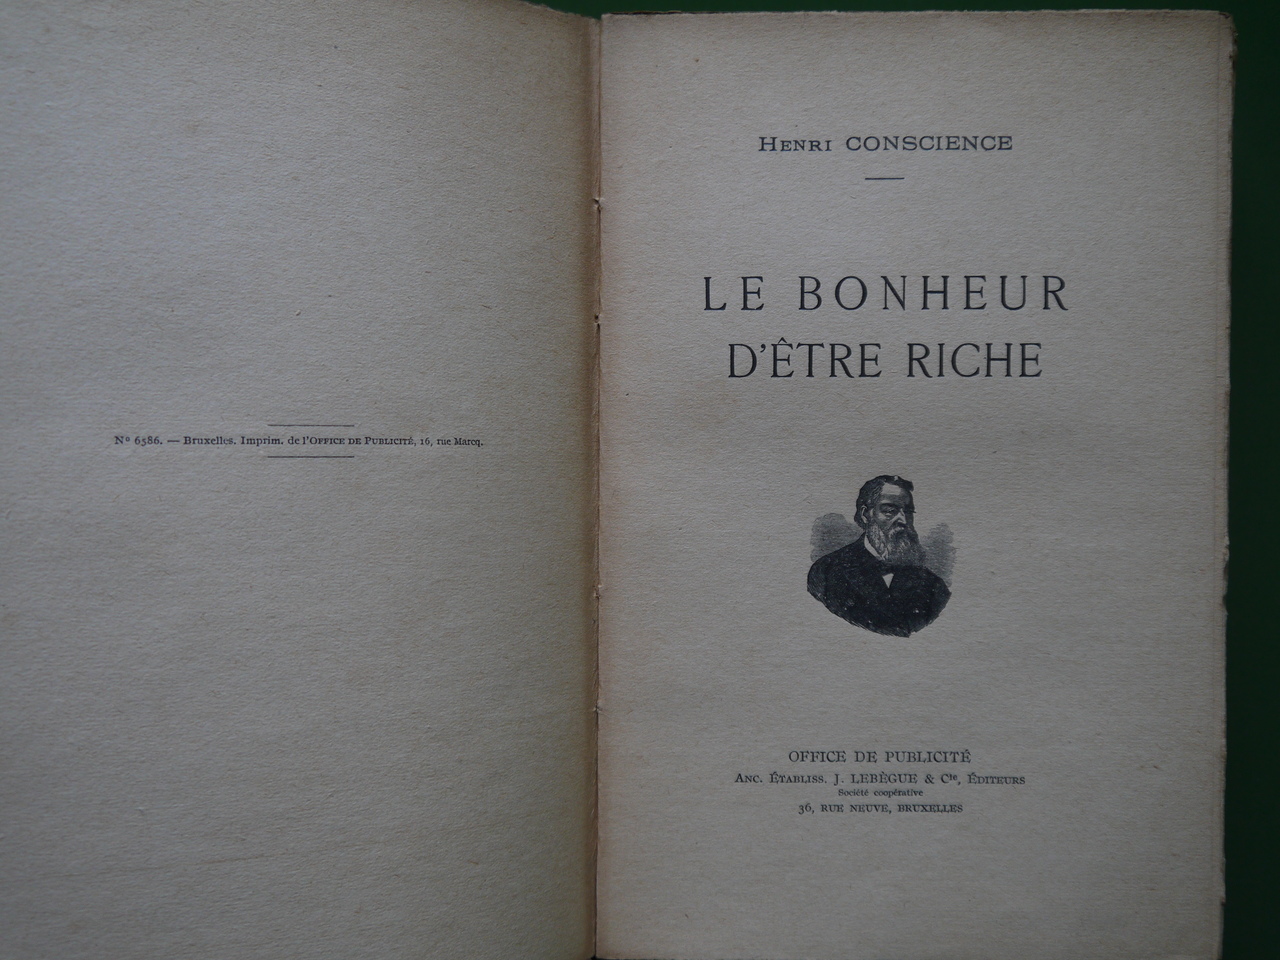 Nº 6586. — Bruxelles. Imprim. de l'OFFICE DE PUBLICITÉ, 16, rue Marcq.
HENRI CONSCIENCE
LE BONHEUR
D'ÊTRE RICHE
OFFICE DE PUBLICITÉ
ANC. ÉTABLISS. J. LEBÈGUE & Cie, ÉDITEURS
Société coopérative
36, RUE NEUVE, BRUXELLES